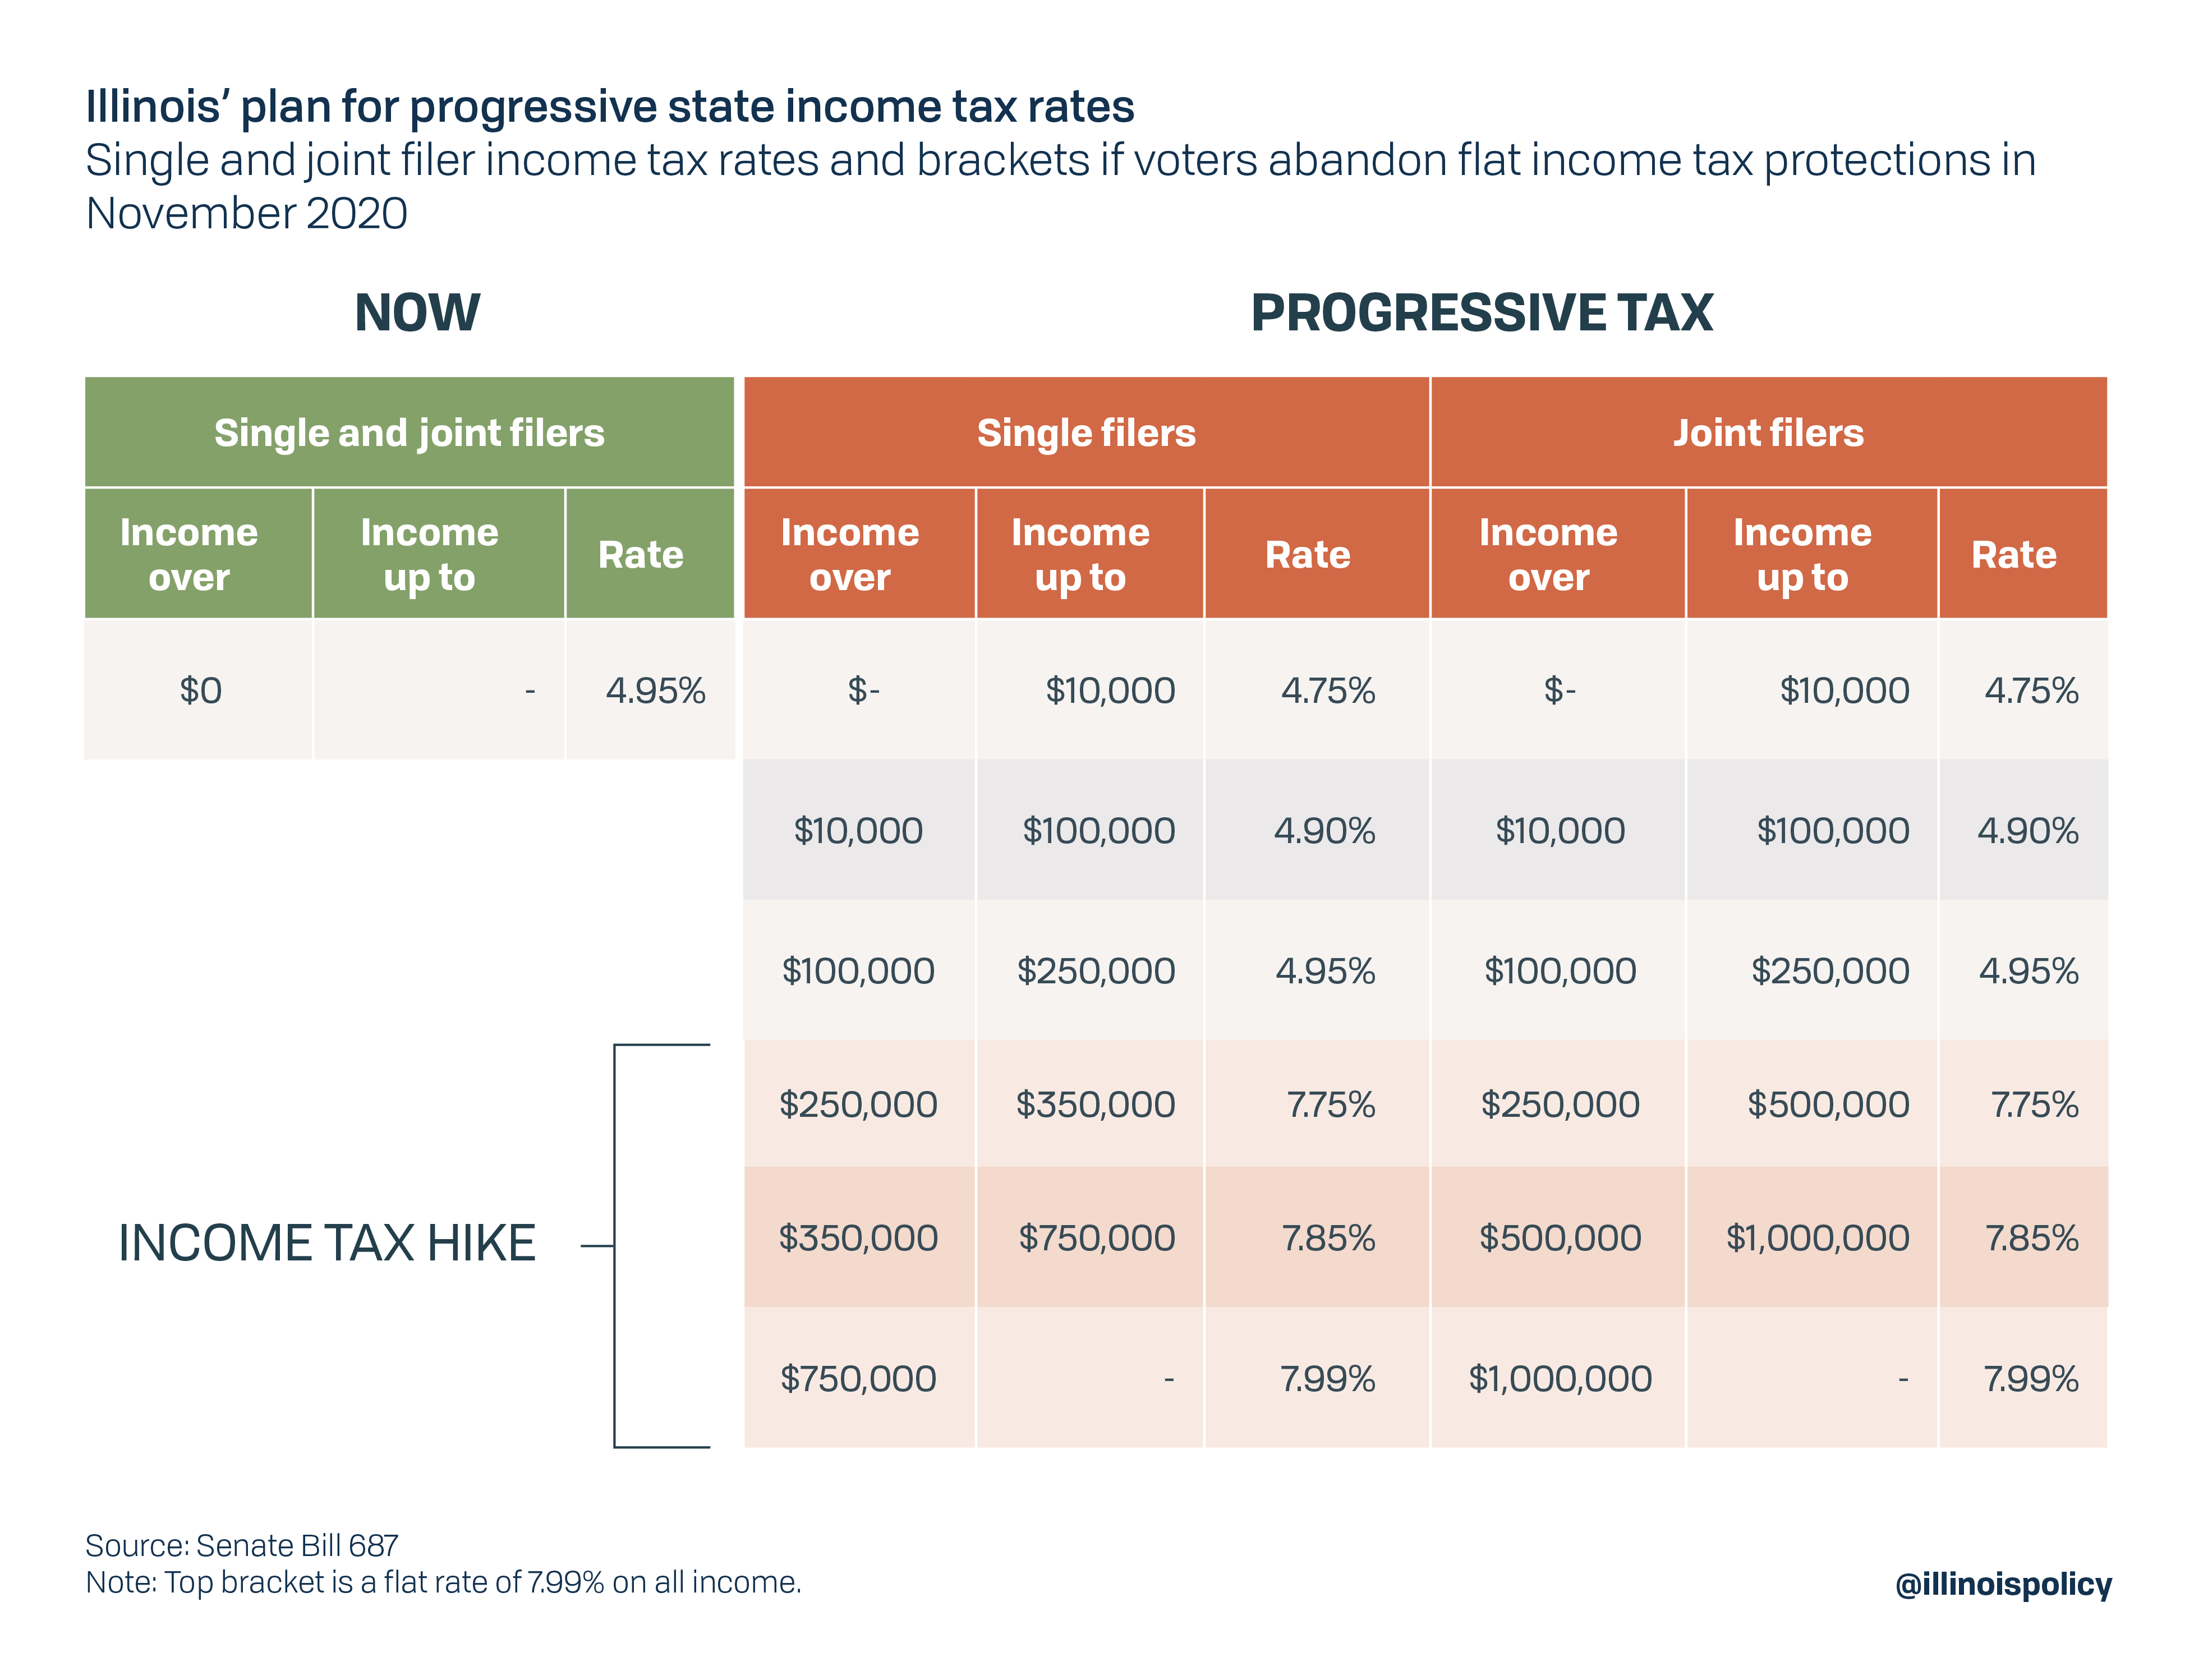 Illinois’ plan for progressive state income tax rates
Single and joint filer income tax rates and brackets if voters abandon flat income tax protections in
November 2020
NOW
PROGRESSIVE TAX
Single and joint filers
Single filers
Joint filers
Income over
Income up to
Rate
Income over
Income up to
Rate
Income over
Income up to
Rate
$0 - 4.95% $- $10,000 4.75% $- $10,000 4.75%
$10,000 $100,000 4.90% $10,000 $100,000 4.90%
$100,000 $250,000 4.95% $100,000 $250,000 4.95%
$250,000 $350,000 7.75% $250,000 $500,000 7.75%
INCOME TAX HIKE
$350,000 $750,000 7.85% $500,000 $1,000,000 7.85%
$750,000 - 7.99% $1,000,000 - 7.99%
Source: Senate Bill 687
Note: Top bracket is a flat rate of 7.99% on all income.
@illinoispolicy